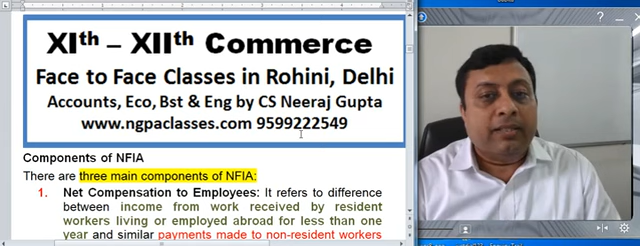 XIth – XIIth Commerce
Face to Face Classes in Rohini, Delhi
Accounts, Eco, Bst & Eng by CS Neeraj Gupta
www.ngpaclasses.com 9599222549
Components of NFIA
There are three main components of NFIA:
1. Net Compensation to Employees: It refers to difference
between income from work received by resident
workers living or employed abroad for less than one
year and similar payments made to non-resident workers